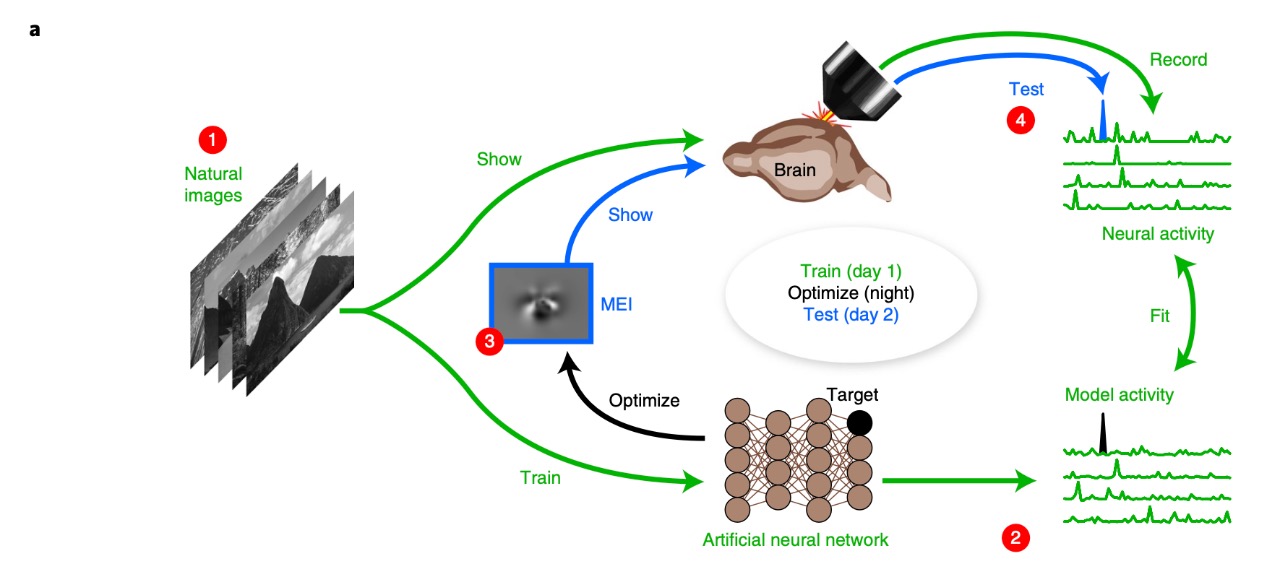 a
1
Natural
images
Show
Show
MEI
3
Optimize
Train
Brain
Record
Test
4
Neural activity
Train (day 1)
Optimize (night)
Test (day 2)
Fit
Target
Model activity
Artificial neural network
2